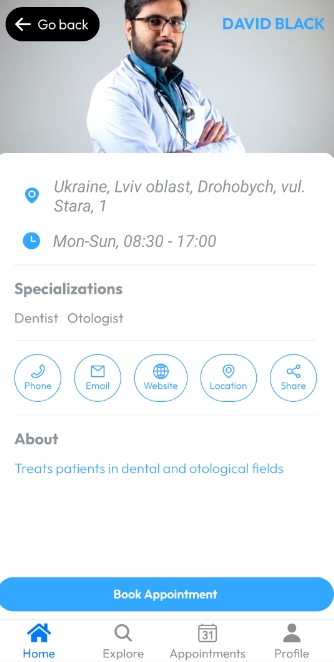 Go back
DAVID BLACK
Ukraine, Lviv oblast, Drohobych, vul.
Stara, 1
Mon-Sun, 08:30 - 17:00
Specializations
Dentist Otologist
Phone Email Website Location Share
About
Treats patients in dental and otological fields
Book Appointment
31
Home Explore Appointments Profile